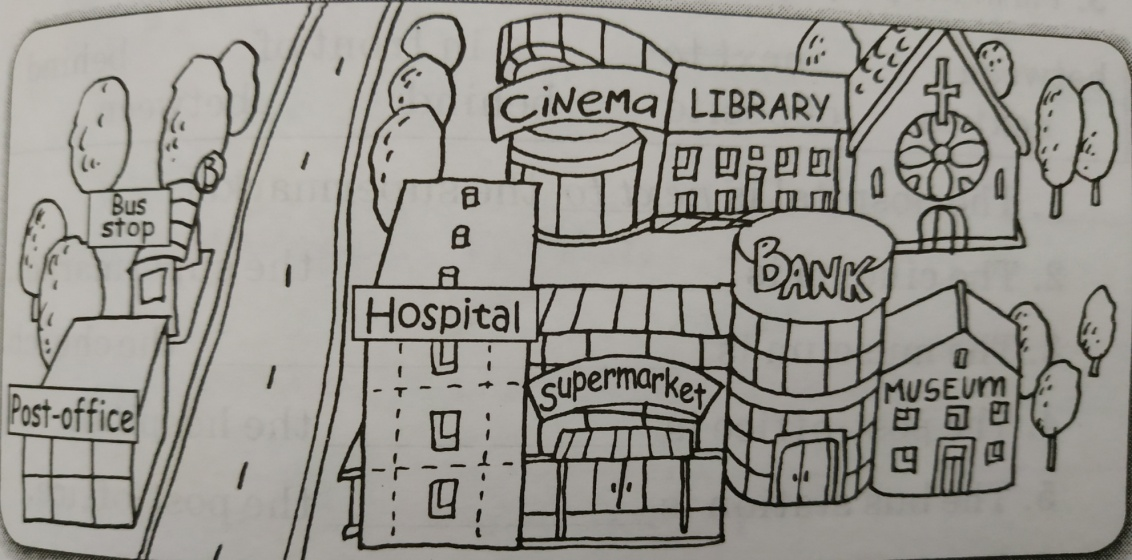 CiNeMa
LIBRARY
B
Bus
stop
BANK
Hospital
Supermarket
MUSEUM
Post-office